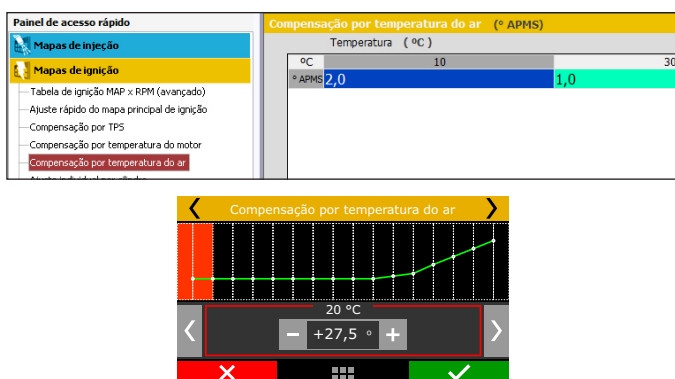 Painel de acesso rápido
Mapas de injeção
Mapas de ignição
Tabela de ignição MAP x RPM (avançado)
Ajuste rápido do mapa principal de ignição
Compensação por TPS
Compensação por temperatura do motor
Compensação por temperatura do ar
Compensação por temperatura do ar (º APMS)
Temperatura (ºC)
ºC 10 30
º APMS 2,0 1,0
Compensação por temperatura do ar
20 °C
− +27,5 ° +